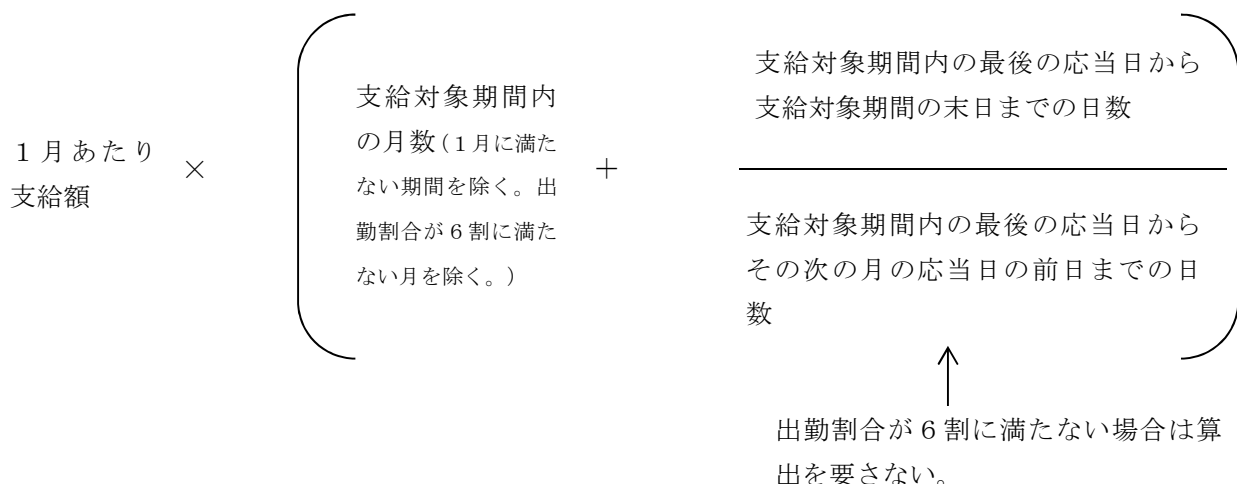 １月あたり
支給額
×
支給対象期間内
の月数(１月に満た
ない期間を除く。出
勤割合が６割に満た
ない月を除く。)
＋
支給対象期間内の最後の応当日から
支給対象期間の末日までの日数
支給対象期間内の最後の応当日から
その次の月の応当日の前日までの日
数
出勤割合が６割に満たない場合は算
出を要さない。